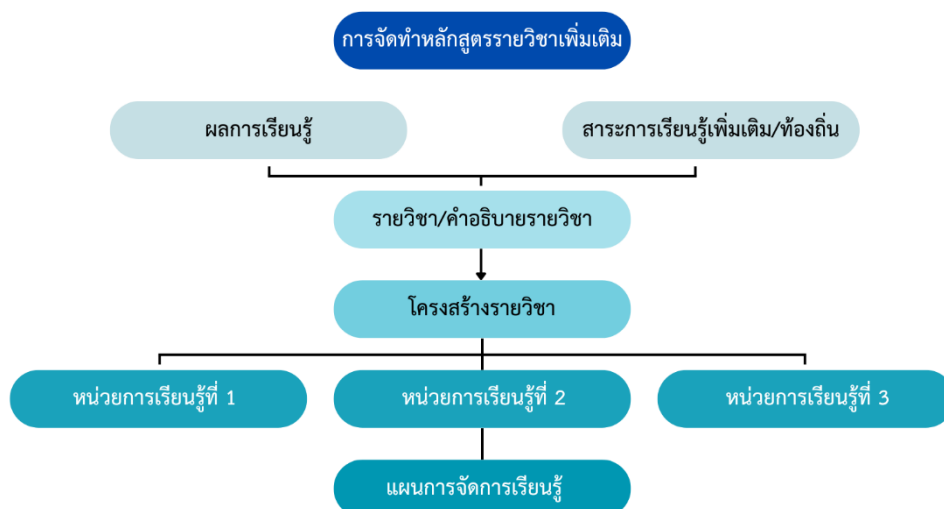 การจัดทำหลักสูตรรายวิชาเพิ่มเติม
ผลการเรียนรู้
สาระการเรียนรู้เพิ่มเติม/ท้องถิ่น
รายวิชา/คำอธิบายรายวิชา
โครงสร้างรายวิชา
หน่วยการเรียนรู้ที่ 1
หน่วยการเรียนรู้ที่ 2
หน่วยการเรียนรู้ที่ 3
แผนการจัดการเรียนรู้